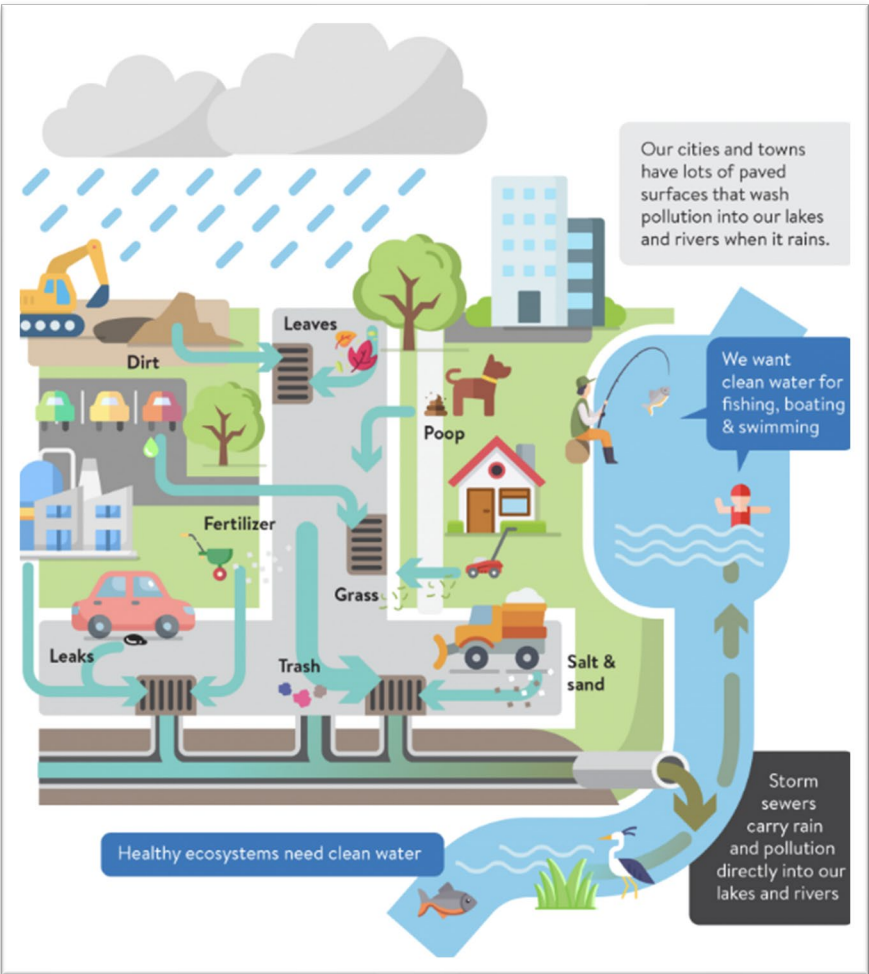 Our cities and towns
have lots of paved
surfaces that wash
pollution into our lakes
and rivers when it rains.
Leaves
Dirt
We want
clean water for
fishing, boating
& swimming
Poop
Fertilizer
Grass
Leaks
Trash
Salt &
sand
Storm
sewers
carry rain
and pollution
directly into our
lakes and rivers
Healthy ecosystems need clean water